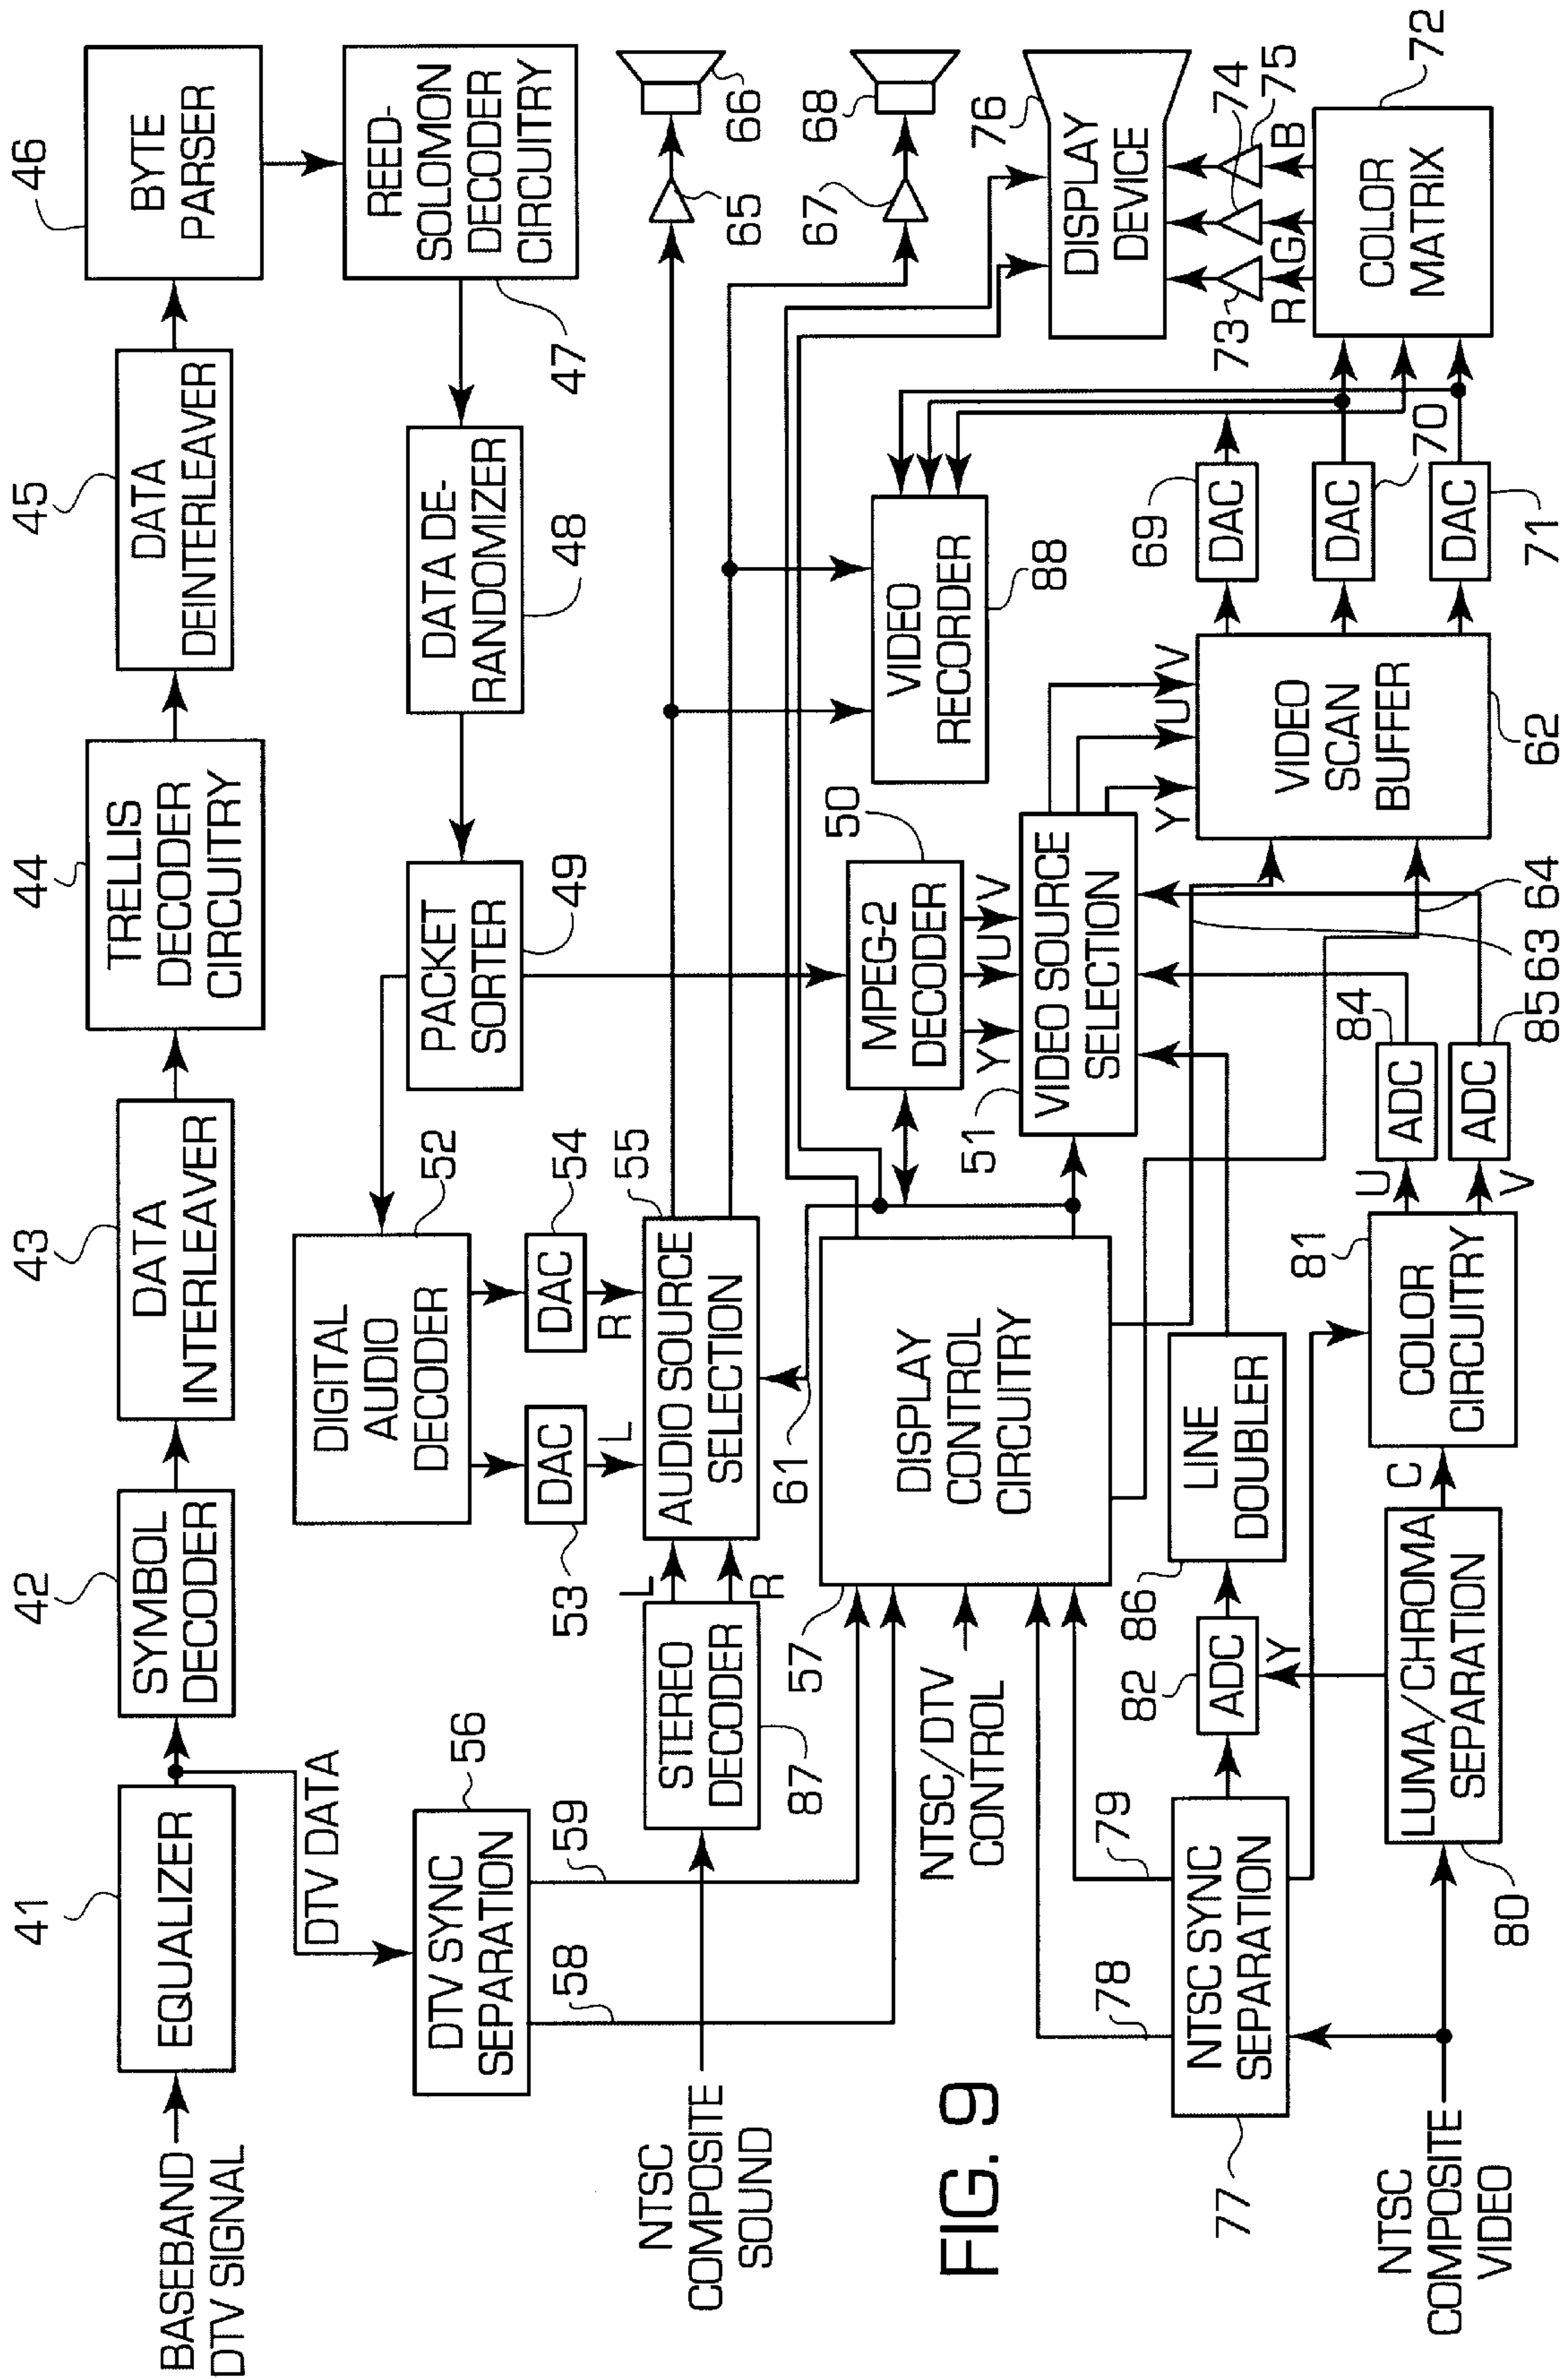 46
45
44
43
42
41
BYTE
PARSER
DATA
DEINTERLEAVER
TRELLIS
DECODER
CIRCUITRY
DATA
INTERLEAVER
SYMBOL
DECODER
EQUALIZER
BASEBAND
DTV SIGNAL
DTV DATA
REED-
SOLOMON
DECODER
CIRCUITRY
47
DATA DE-
RANDOMIZER
48
PACKET
SORTER
49
DIGITAL
AUDIO
DECODER
52
DAC
54
R
DAC
53
L
DTV SYNC
SEPARATION
56
59
58
AUDIO SOURCE
SELECTION
55
L
R
STEREO
DECODER
87
NTSC
COMPOSITE
SOUND
65
66
67
68
VIDEO
RECORDER
88
MPEG-2
DECODER
50
Y
U
V
VIDEO SOURCE
SELECTION
51
61
DISPLAY
CONTROL
CIRCUITRY
57
NTSC/DTV
CONTROL
DISPLAY
DEVICE
76
73
74
75
R
G
B
COLOR
MATRIX
72
69
DAC
DAC
70
DAC
71
Y
U
V
VIDEO
SCAN
BUFFER
62
63
64
84
ADC
ADC
85
U
V
COLOR
CIRCUITRY
81
C
LINE
DOUBLER
86
ADC
82
Y
LUMA/CHROMA
SEPARATION
80
NTSC SYNC
SEPARATION
77
78
79
NTSC
COMPOSITE
VIDEO
FIG. 9